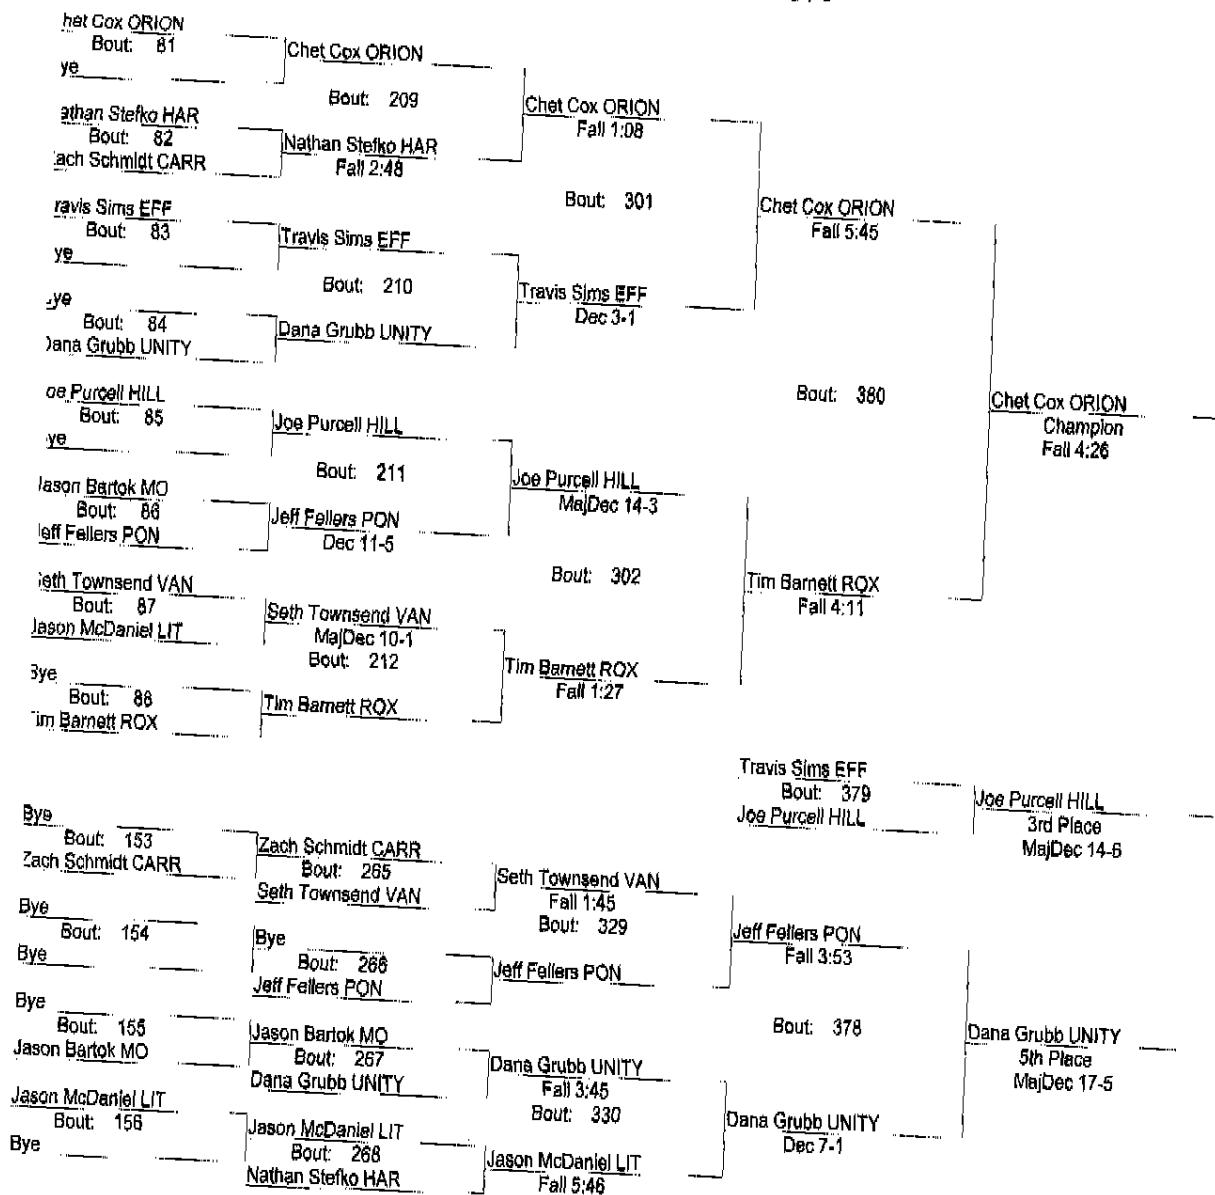 het Cox ORION
Bout: 81
ye
Chet Cox ORION
Bout: 209
athan Stefko HAR
Bout: 82
ach Schmidt CARR
Nathan Stefko HAR
Fall 2:48
Chet Cox ORION
Fall 1:08
Bout: 301
ravis Sims EFF
Bout: 83
ye
Travis Sims EFF
Bout: 210
ye
Bout: 84
Dana Grubb UNITY
Dana Grubb UNITY
Travis Sims EFF
Dec 3-1
Chet Cox ORION
Fall 5:45
Bout: 380
oe Purcell HILL
Bout: 85
ye
Joe Purcell HILL
Bout: 211
Jason Bartok MO
Bout: 86
Jeff Fellers PON
Jeff Fellers PON
Dec 11-5
Joe Purcell HILL
MajDec 14-3
Bout: 302
Seth Townsend VAN
Bout: 87
Jason McDaniel LIT
Seth Townsend VAN
MajDec 10-1
Bout: 212
Bye
Bout: 88
Tim Barnett ROX
Tim Barnett ROX
Tim Barnett ROX
Fall 1:27
Tim Barnett ROX
Fall 4:11
Chet Cox ORION
Champion
Fall 4:26
Travis Sims EFF
Bout: 379
Joe Purcell HILL
Joe Purcell HILL
3rd Place
MajDec 14-6
Bye
Bout: 153
Zach Schmidt CARR
Zach Schmidt CARR
Bout: 265
Seth Townsend VAN
Seth Townsend VAN
Fall 1:45
Bout: 329
Bye
Bout: 154
Bye
Bye
Bout: 266
Jeff Fellers PON
Jeff Fellers PON
Jeff Fellers PON
Fall 3:53
Bout: 378
Bye
Bout: 155
Jason Bartok MO
Jason Bartok MO
Bout: 267
Dana Grubb UNITY
Dana Grubb UNITY
Fall 3:45
Bout: 330
Jason McDaniel LIT
Bout: 156
Bye
Jason McDaniel LIT
Bout: 268
Nathan Stefko HAR
Jason McDaniel LIT
Fall 5:46
Dana Grubb UNITY
Dec 7-1
Dana Grubb UNITY
5th Place
MajDec 17-5